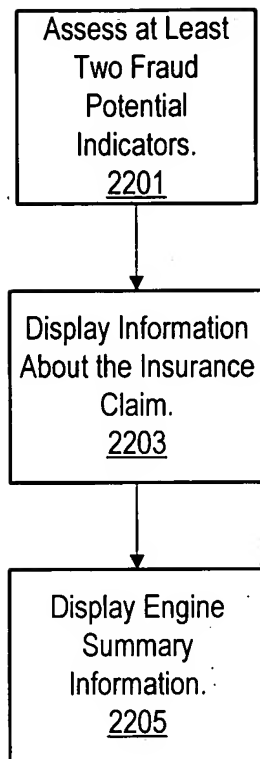 Assess at Least
Two Fraud
Potential
Indicators.
2201
Display Information
About the Insurance
Claim.
2203
Display Engine
Summary
Information.
2205